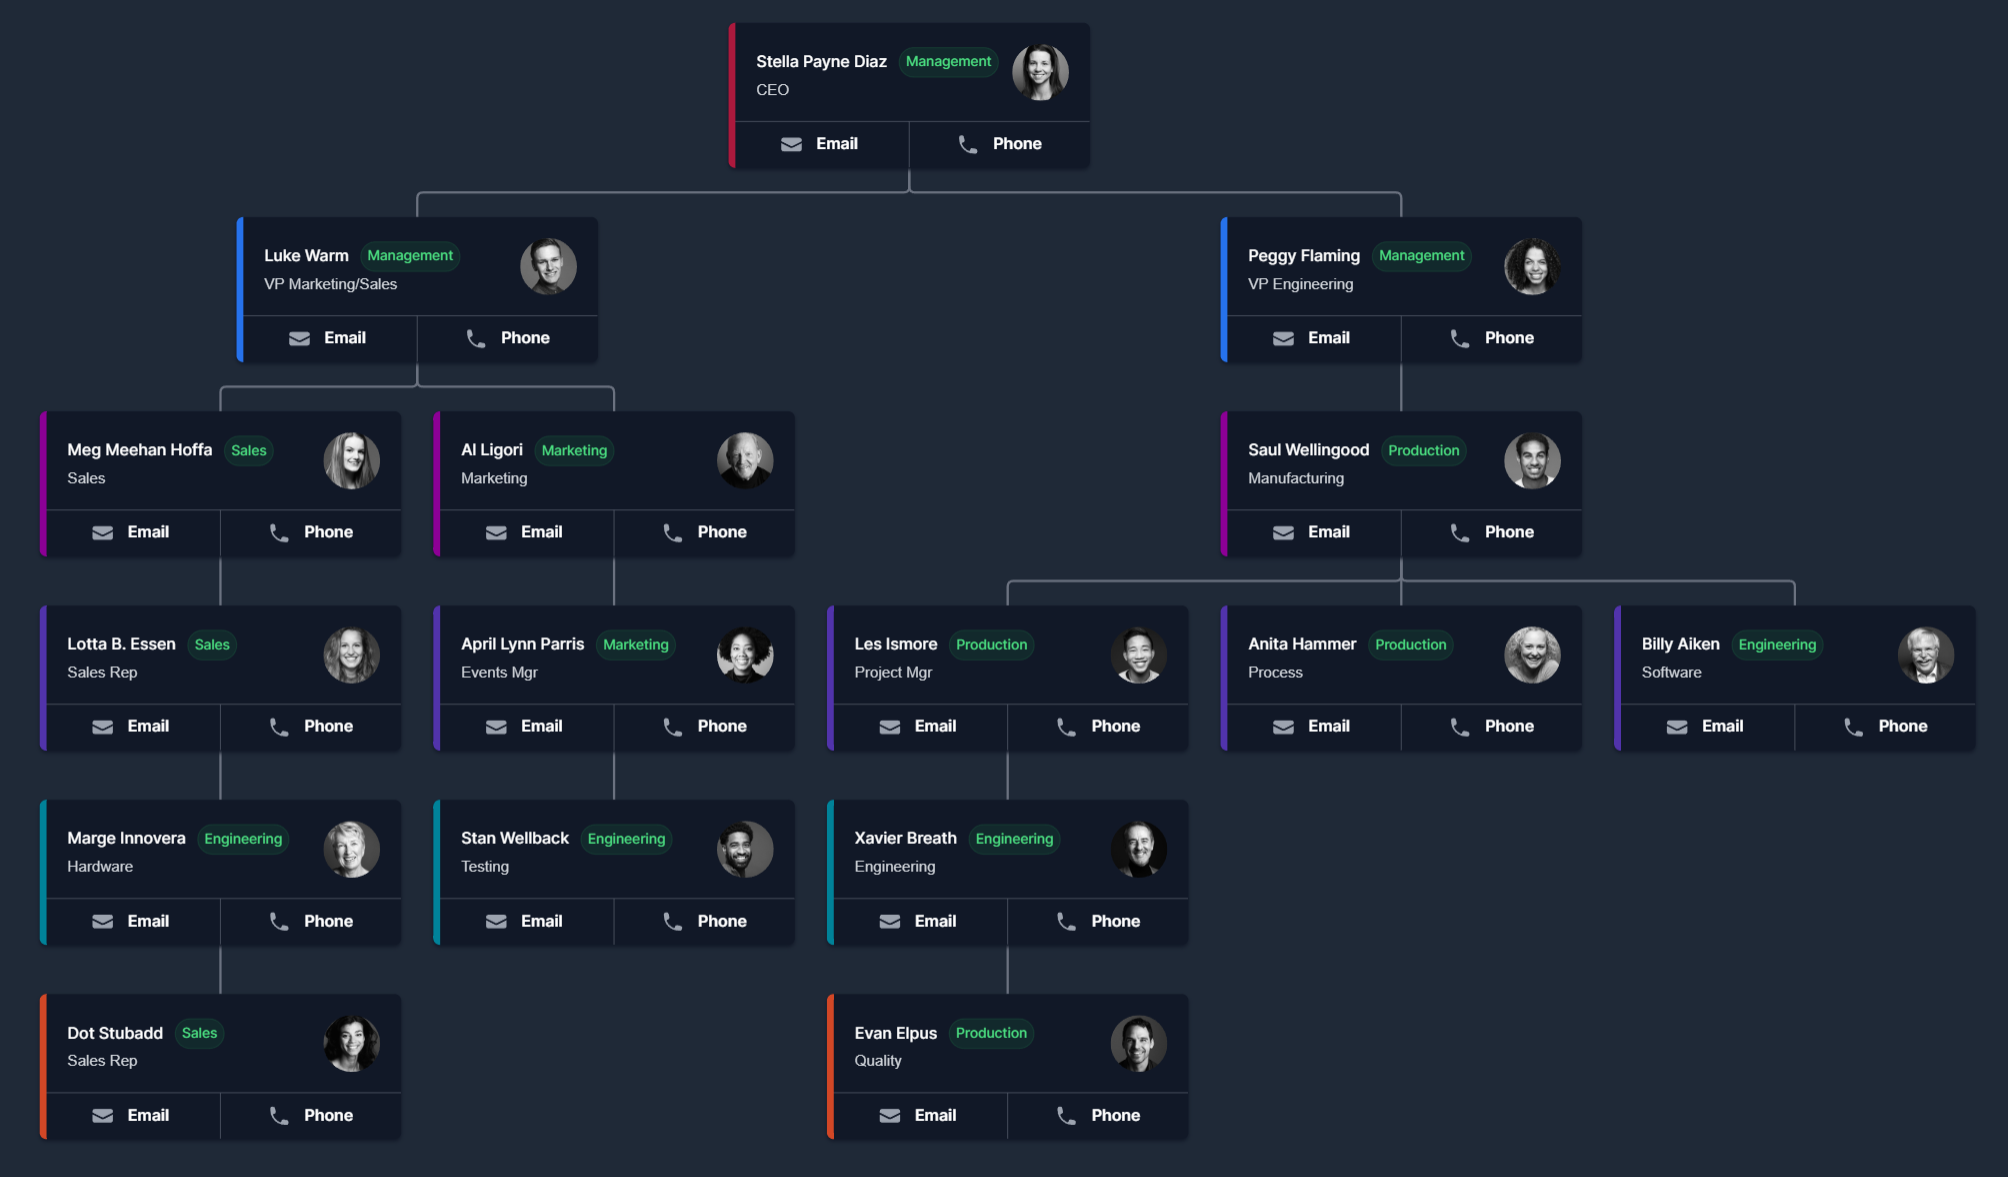 Stella Payne Diaz Management
CEO
Email Phone
Luke Warm Management
VP Marketing/Sales
Email Phone
Peggy Flaming Management
VP Engineering
Email Phone
Meg Meehan Hoffa Sales
Sales
Email Phone
Al Ligori Marketing
Marketing
Email Phone
Saul Wellingood Production
Manufacturing
Email Phone
Lotta B. Essen Sales
Sales Rep
Email Phone
April Lynn Parris Marketing
Events Mgr
Email Phone
Les Ismore Production
Project Mgr
Email Phone
Anita Hammer Production
Process
Email Phone
Billy Aiken Engineering
Software
Email Phone
Marge Innovera Engineering
Hardware
Email Phone
Stan Wellback Engineering
Testing
Email Phone
Xavier Breath Engineering
Engineering
Email Phone
Dot Stubadd Sales
Sales Rep
Email Phone
Evan Elpus Production
Quality
Email Phone